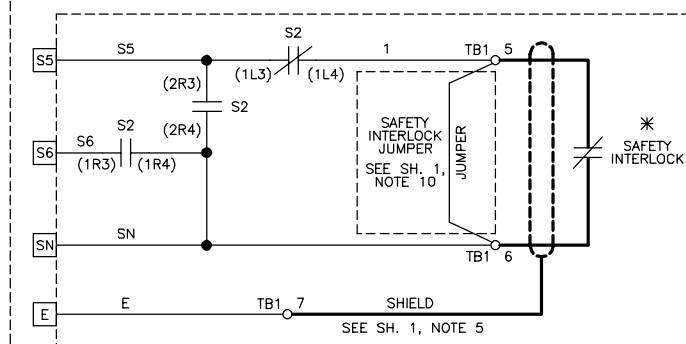 S2
S5 S5 1 TB1 5
(1L3) (1L4)
(2R3)
S2
(2R4)
S6 S6 S2
(1R3) (1R4)
SAFETY
INTERLOCK
JUMPER
SEE SH. 1,
NOTE 10
JUMPER
*
SAFETY
INTERLOCK
SN SN
TB1 6
E E TB1 7 SHIELD
SEE SH. 1, NOTE 5